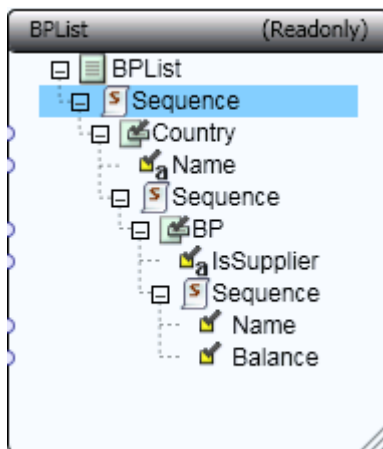 BPList (Readonly)
BPList
Sequence
Country
a Name
Sequence
BP
a IsSupplier
Sequence
Name
Balance